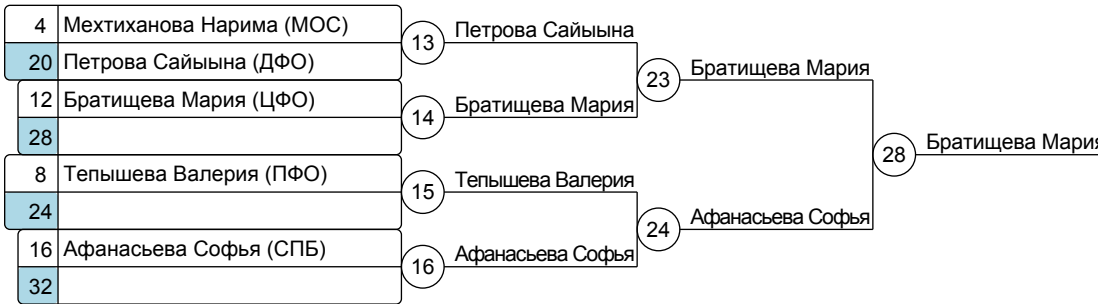 4 Мехтиханова Нарима (МОС)
20 Петрова Сайыына (ДФО)
13 Петрова Сайыына
12 Братищева Мария (ЦФО)
28
14 Братищева Мария
23 Братищева Мария
8 Тепышева Валерия (ПФО)
24
15 Тепышева Валерия
16 Афанасьева Софья (СПБ)
32
16 Афанасьева Софья
24 Афанасьева Софья
28 Братищева Мария